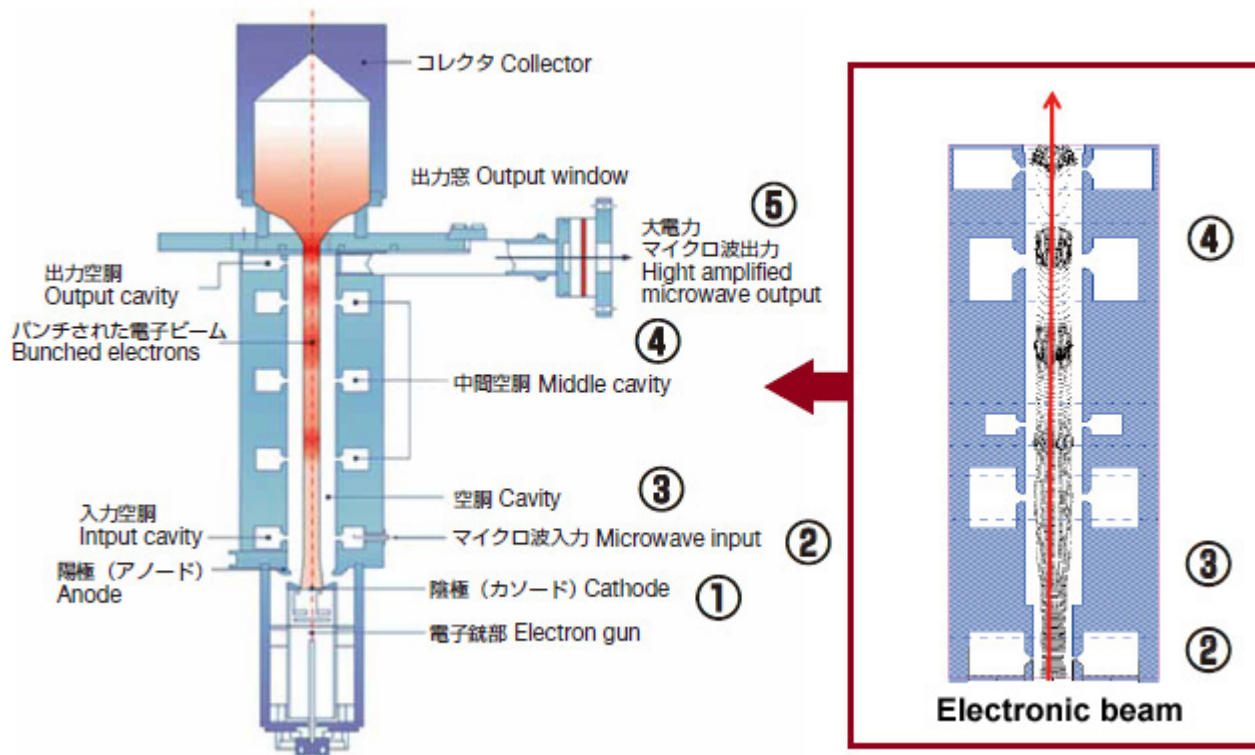 コレクタ Collector
出力窓 Output window
⑤
大電力
マイクロ波出力
Hight amplified
microwave output
出力空胴
Output cavity
バンチされた電子ビーム
Bunched electrons
④
中間空胴 Middle cavity
③
空胴 Cavity
入力空胴
Intput cavity
マイクロ波入力 Microwave input
②
陽極（アノード）
Anode
陰極（カソード）Cathode
①
電子銃部 Electron gun
④
③
②
Electronic beam